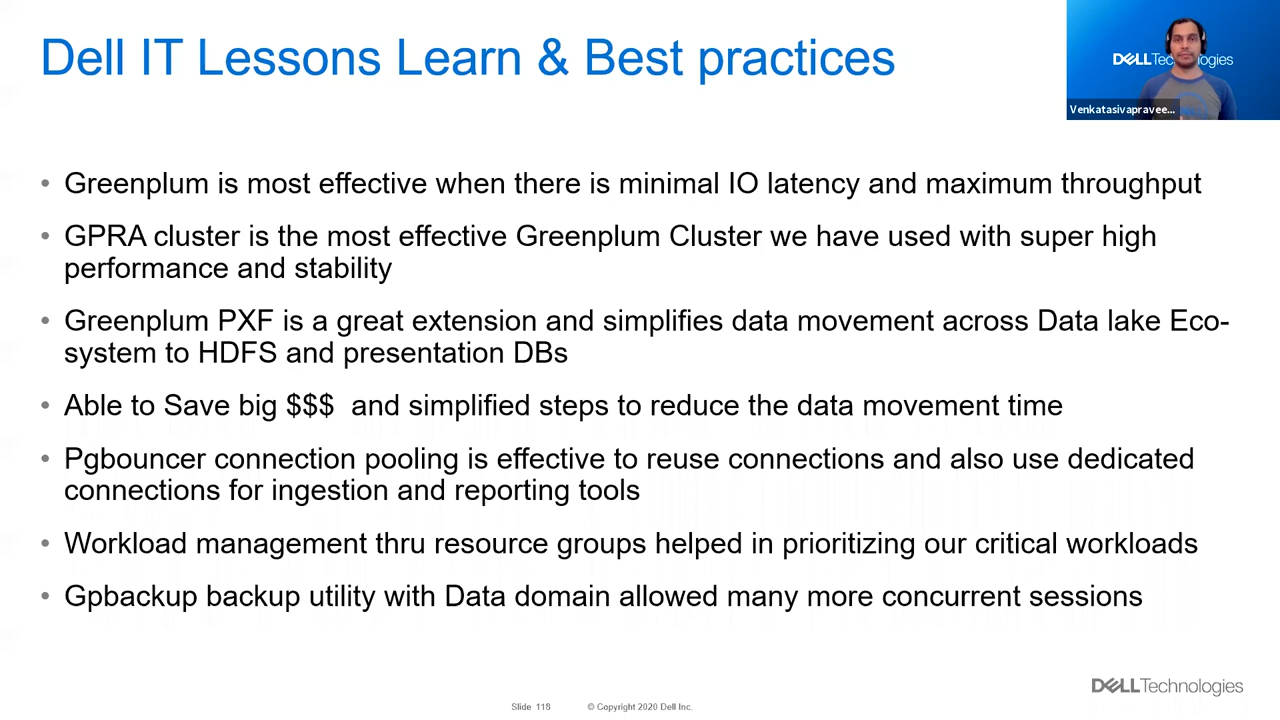 Dell IT Lessons Learn & Best practices
DELLTechnologies
Venkatasivapravee...
• Greenplum is most effective when there is minimal IO latency and maximum throughput
• GPRA cluster is the most effective Greenplum Cluster we have used with super high
performance and stability
• Greenplum PXF is a great extension and simplifies data movement across Data lake Eco-
system to HDFS and presentation DBs
• Able to Save big $$$  and simplified steps to reduce the data movement time
• Pgbouncer connection pooling is effective to reuse connections and also use dedicated
connections for ingestion and reporting tools
• Workload management thru resource groups helped in prioritizing our critical workloads
• Gpbackup backup utility with Data domain allowed many more concurrent sessions
DELLTechnologies
Slide 118 © Copyright 2020 Dell Inc.